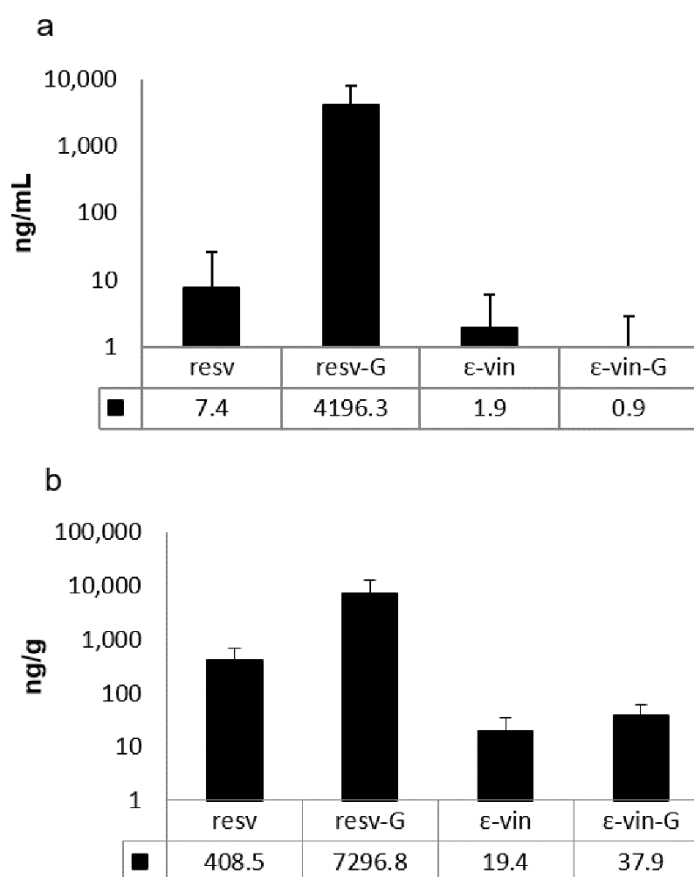 a
ng/mL
10,000
1,000
100
10
1
resv resv-G ε-vin ε-vin-G
7.4 4196.3 1.9 0.9
b
ng/g
100,000
10,000
1,000
100
10
1
resv resv-G ε-vin ε-vin-G
408.5 7296.8 19.4 37.9